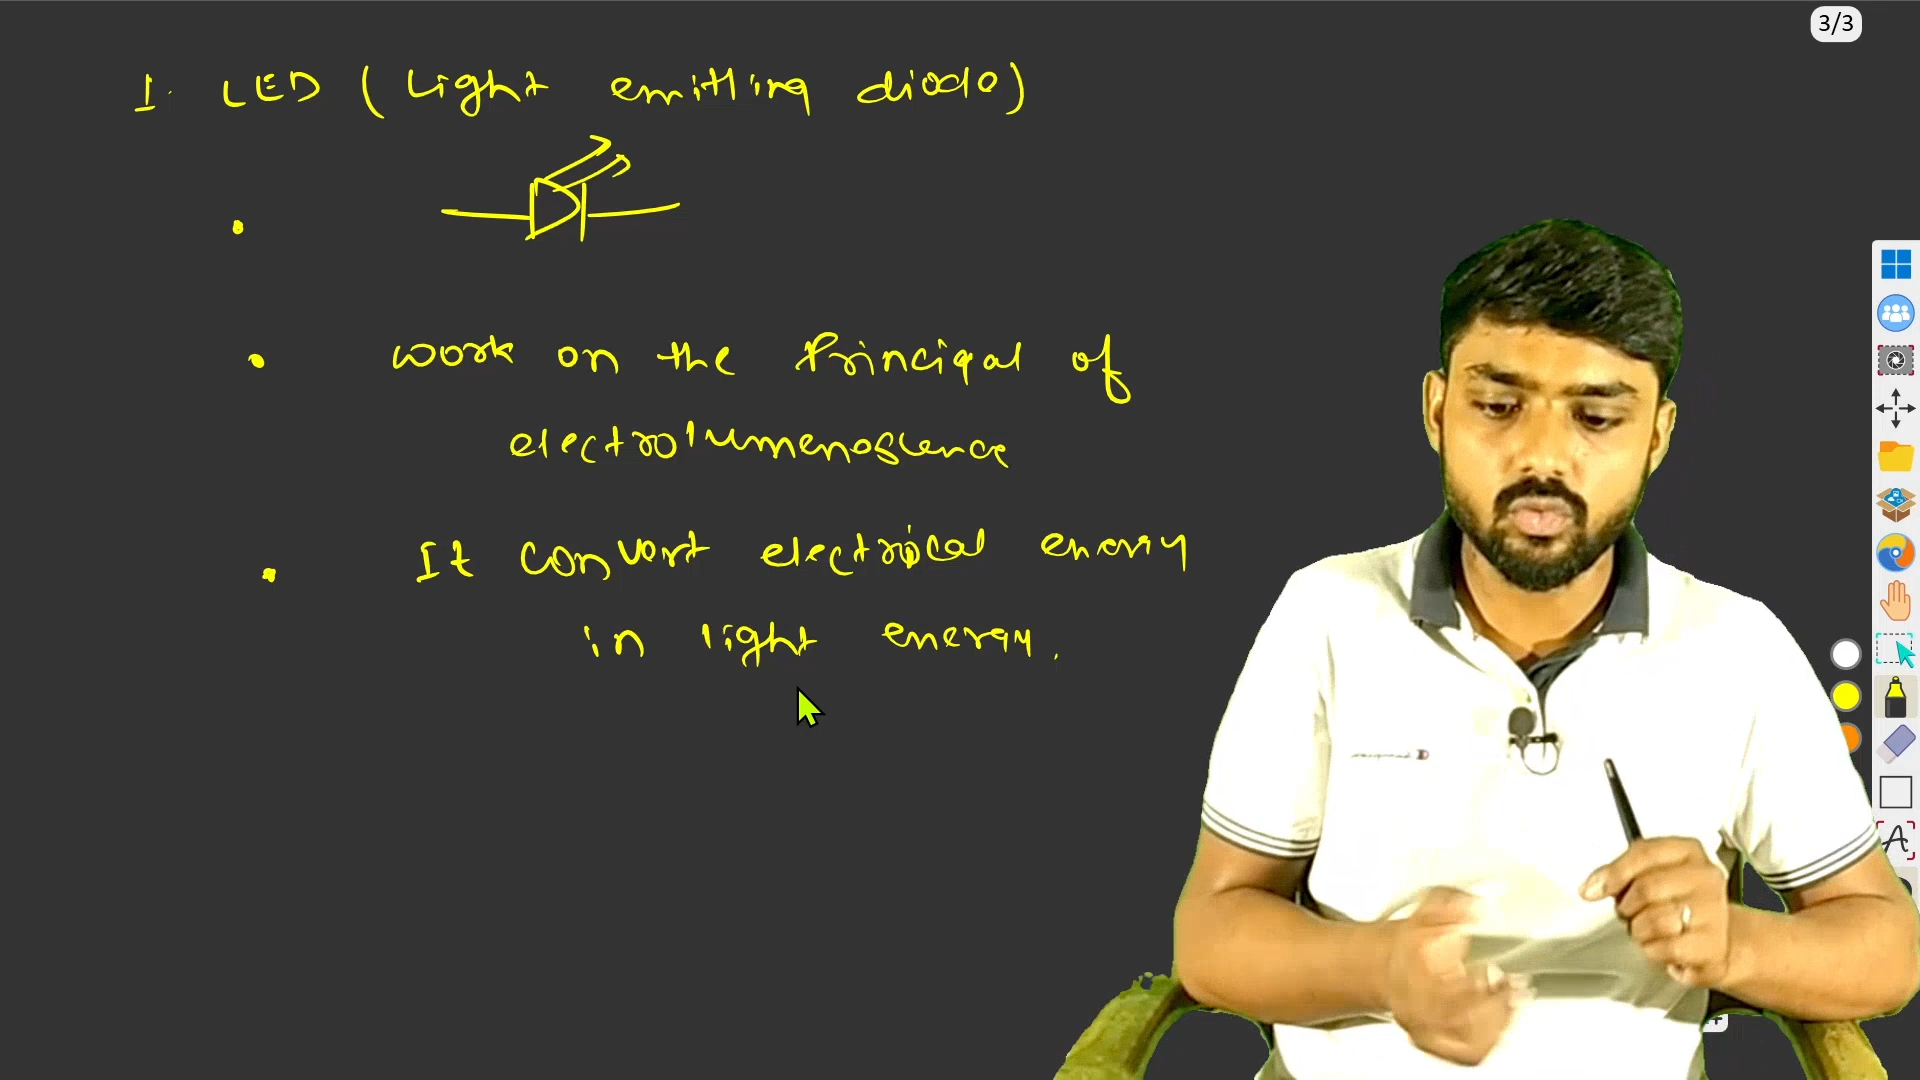 3/3
1. LED (Light emitting diode)
work on the Principal of
electrolumenoscence
It convert electrical energy
in light energy.